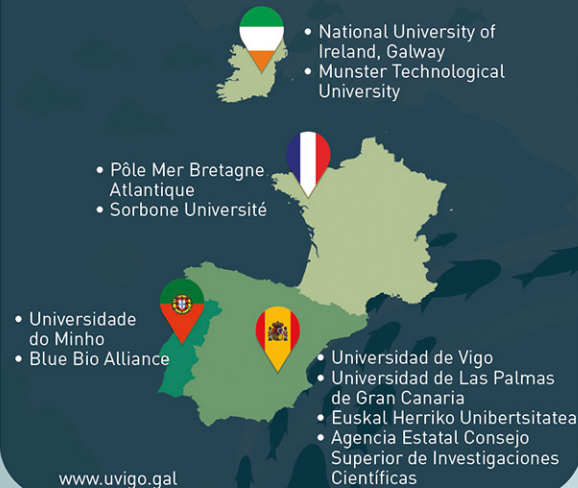 • National University of
Ireland, Galway
• Munster Technological
University
• Pôle Mer Bretagne
Atlantique
• Sorbone Université
• Universidade
do Minho
• Blue Bio Alliance
• Universidad de Vigo
• Universidad de Las Palmas
de Gran Canaria
• Euskal Herriko Unibertsitatea
• Agencia Estatal Consejo
Superior de Investigaciones
Científicas
www.uvigo.gal